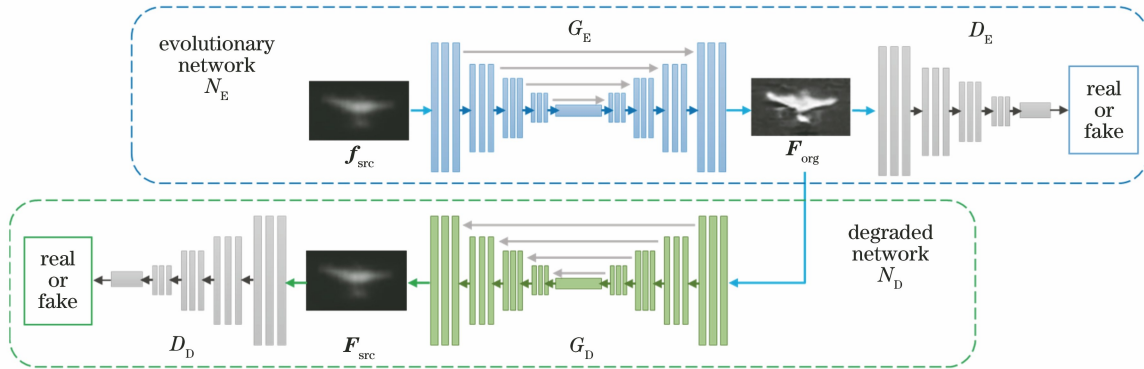 evolutionary
network
N_E
G_E
D_E
f_src
F_org
real
or
fake
real
or
fake
D_D
F_src
G_D
degraded
network
N_D